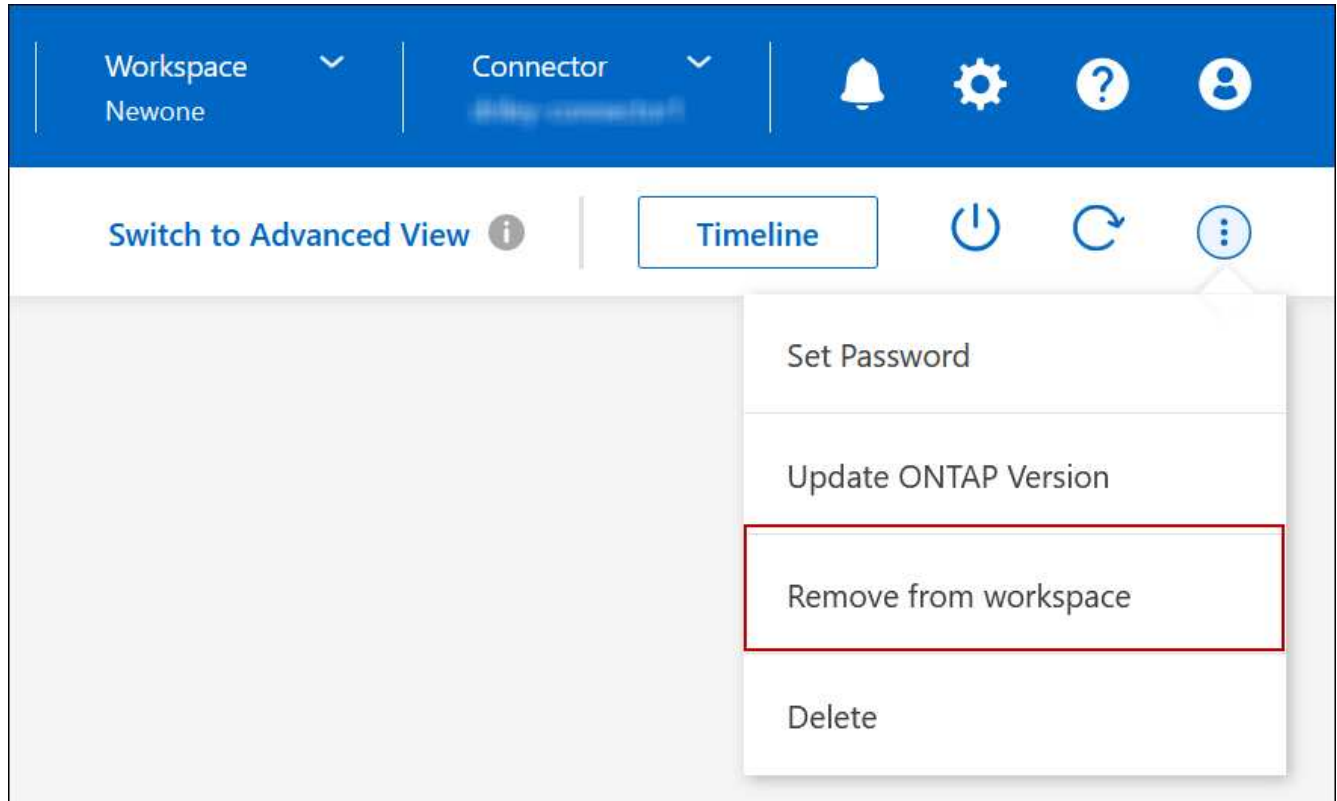 Workspace
Connector
Newone
Switch to Advanced View
Timeline
Set Password
Update ONTAP Version
Remove from workspace
Delete